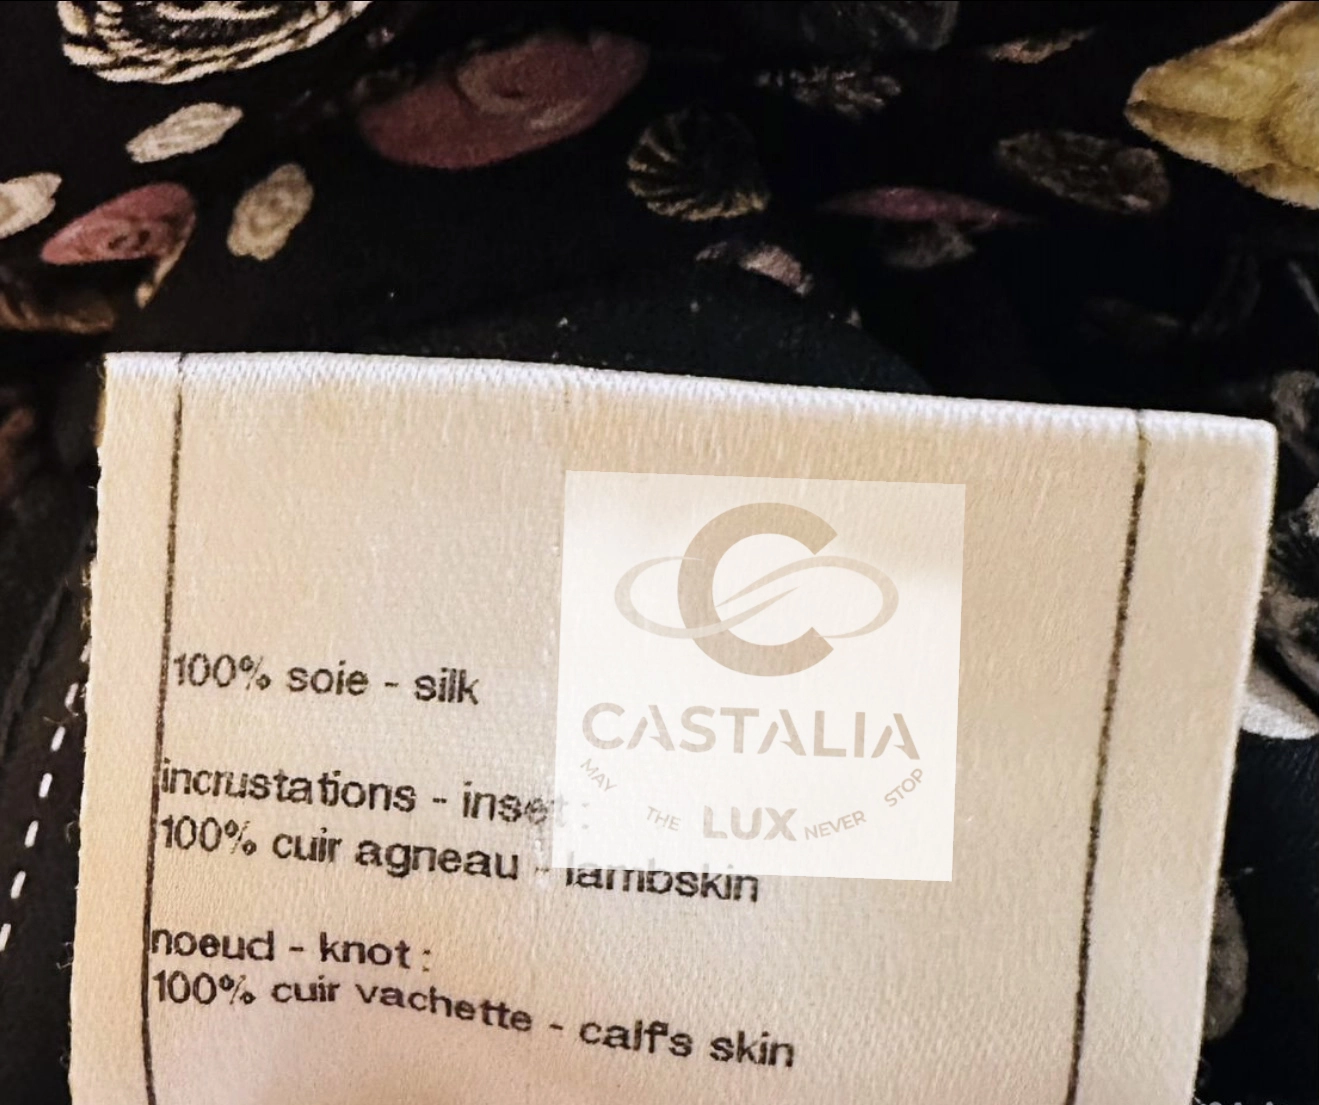 100% soie - silk
incrustations - inset :
100% cuir agneau - lambskin
noeud - knot :
100% cuir vachette - calf's skin
CASTALIA
MAY THE LUX NEVER STOP